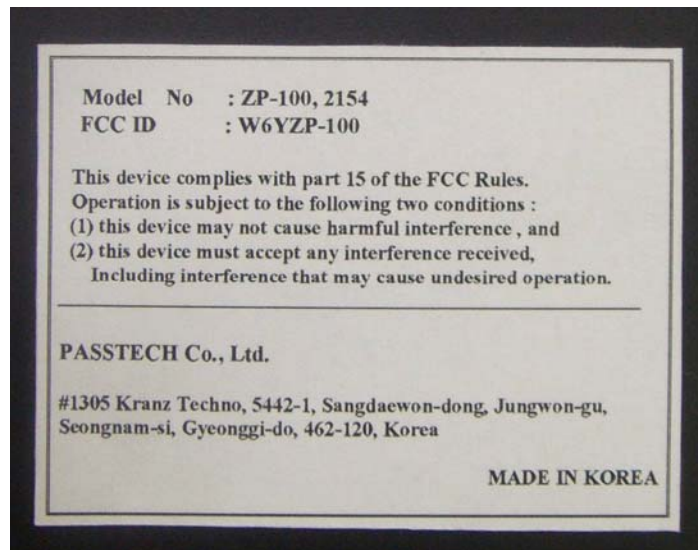 Model No : ZP-100, 2154
FCC ID : W6YZP-100
This device complies with part 15 of the FCC Rules.
Operation is subject to the following two conditions :
(1) this device may not cause harmful interference , and
(2) this device must accept any interference received,
Including interference that may cause undesired operation.
PASSTECH Co., Ltd.
#1305 Kranz Techno, 5442-1, Sangdaewon-dong, Jungwon-gu,
Seongnam-si, Gyeonggi-do, 462-120, Korea
MADE IN KOREA